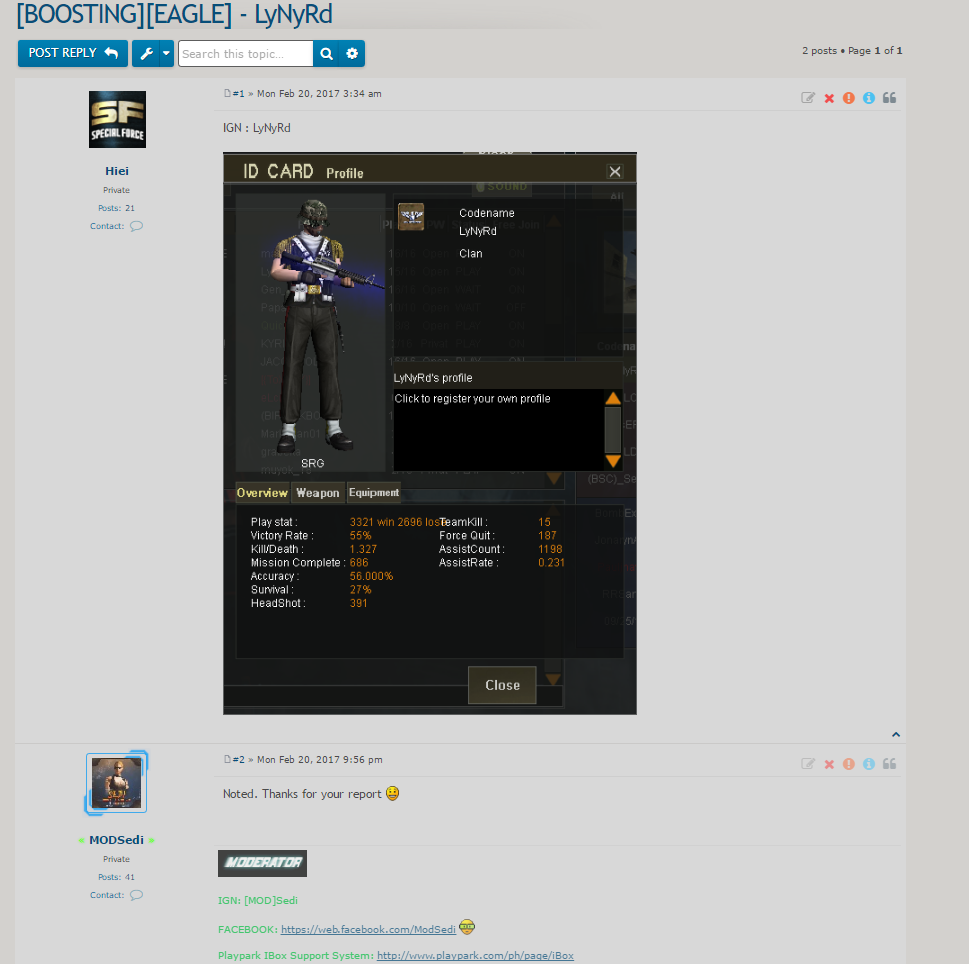 [BOOSTING][EAGLE] - LyNyRd
POST REPLY
Search this topic…
2 posts • Page 1 of 1
SF
SPECIAL FORCE
Hiei
Private
Posts: 21
Contact:
#1 » Mon Feb 20, 2017 3:34 am
IGN : LyNyRd
ID CARD Profile
SOUND
Codename
LyNyRd
Clan
LyNyRd's profile
Click to register your own profile
SRG
Overview Weapon Equipment
Play stat : 3321 win 2696 lose TeamKill : 15
Victory Rate : 55% Force Quit : 187
Kill/Death : 1.327 AssistCount : 1198
Mission Complete : 686 AssistRate : 0.231
Accuracy : 56.000%
Survival : 27%
HeadShot : 391
Close
MODSedi
Private
Posts: 41
Contact:
#2 » Mon Feb 20, 2017 9:56 pm
Noted. Thanks for your report
MODERATOR
IGN: [MOD]Sedi
FACEBOOK: https://web.facebook.com/ModSedi
Playpark IBox Support System: http://www.playpark.com/ph/page/iBox